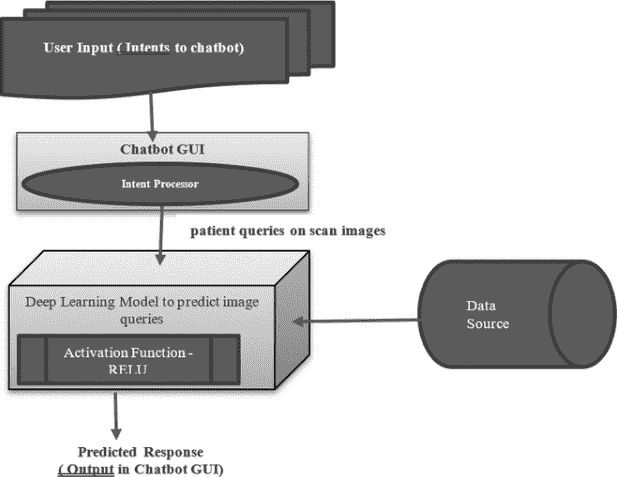 User Input ( Intents to chatbot)
Chatbot GUI
Intent Processor
patient queries on scan images
Deep Learning Model to predict image
queries
Activation Function -
RELU
Data
Source
Predicted Response
( Output in Chatbot GUI)